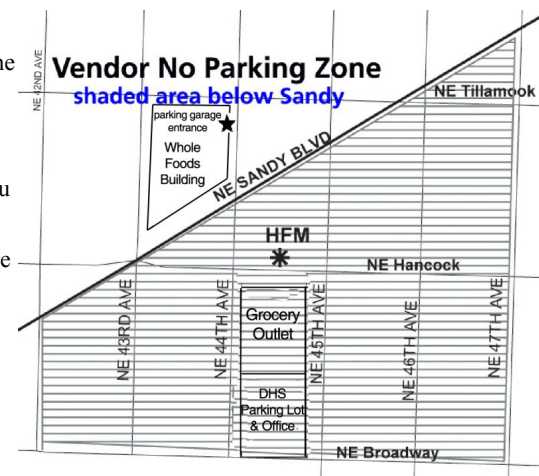 ne
u
e
Vendor No Parking Zone
shaded area below Sandy
NE 42ND AVE
NE Tillamook
parking garage
entrance
Whole
Foods
Building
NE SANDY BLVD
HFM
NE Hancock
NE 43RD AVE
NE 44TH AVE
Grocery
Outlet
NE 45TH AVE
NE 46TH AVE
NE 47TH AVE
DHS
Parking Lot
& Office
NE Broadway